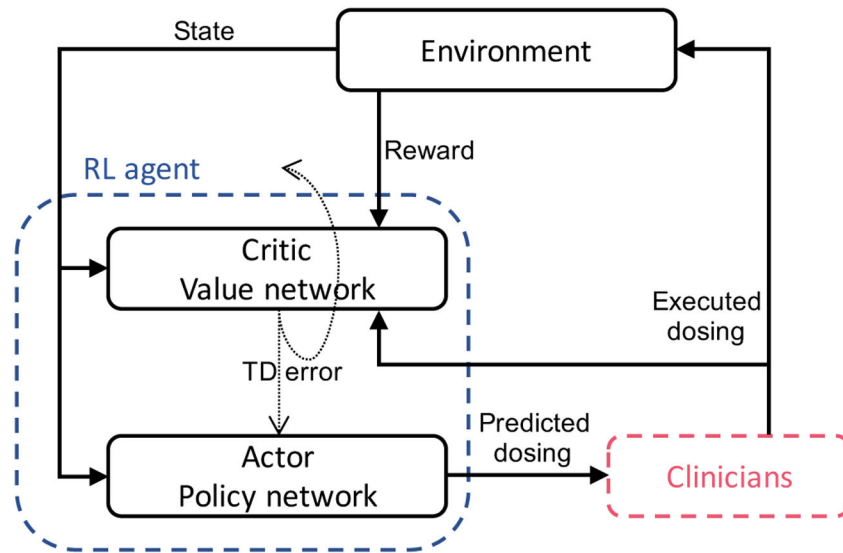 State
Environment
Reward
RL agent
Critic
Value network
Executed
dosing
TD error
Predicted
dosing
Actor
Policy network
Clinicians